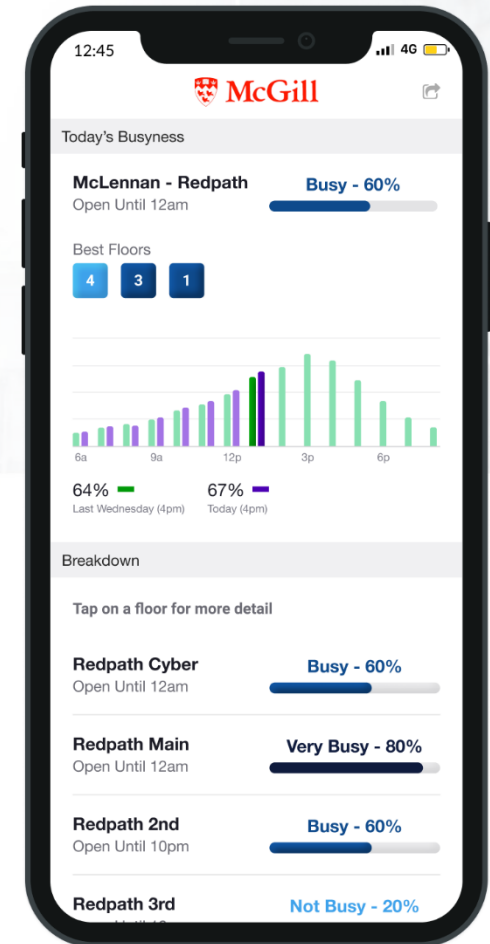 12:45
4G
McGill
Today's Busyness
McLennan - Redpath
Busy - 60%
Open Until 12am
Best Floors
4 3 1
6a 9a 12p 3p 6p
64% 67%
Last Wednesday (4pm) Today (4pm)
Breakdown
Tap on a floor for more detail
Redpath Cyber
Busy - 60%
Open Until 12am
Redpath Main
Very Busy - 80%
Open Until 12am
Redpath 2nd
Busy - 60%
Open Until 10pm
Redpath 3rd
Not Busy - 20%